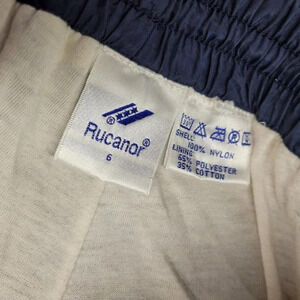 Rucanor®
6
SHELL:
100% NYLON
LINING
65% POLYESTER
35% COTTON